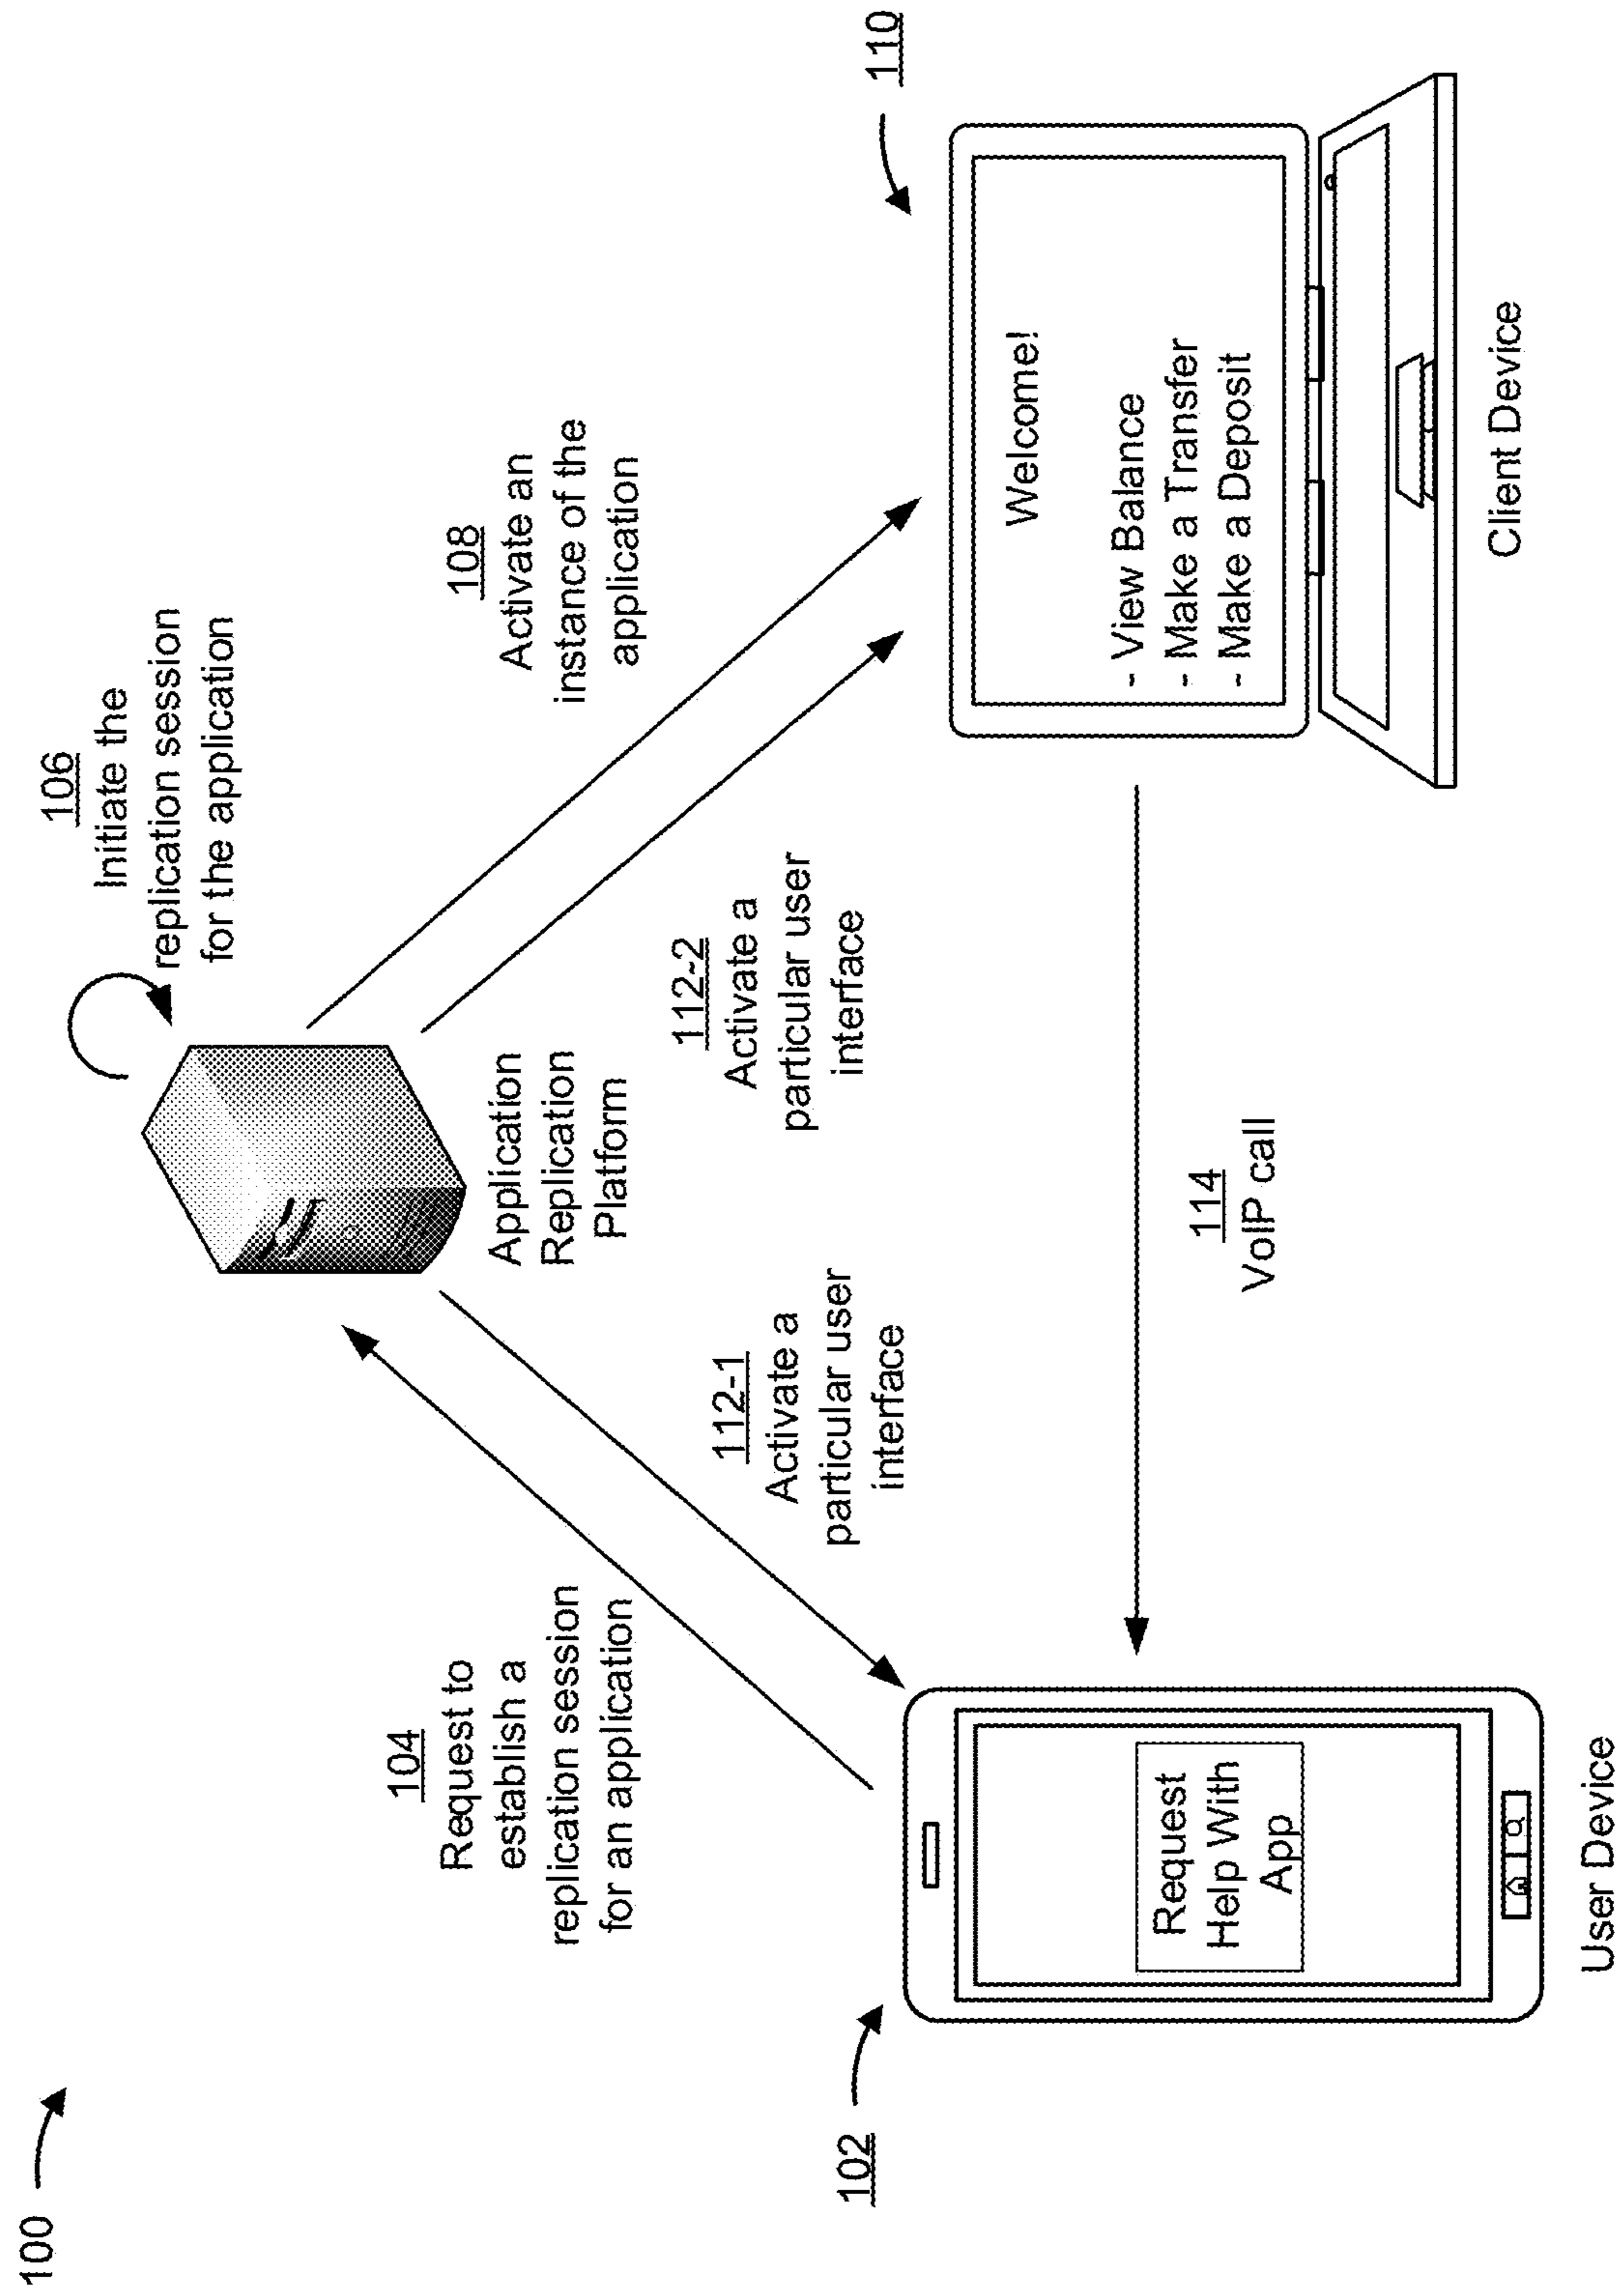 100
106
Initiate the
replication session
for the application
104
Request to
establish a
replication session
for an application
Application
Replication
Platform
108
Activate an
instance of the
application
112-1
Activate a
particular user
interface
112-2
Activate a
particular user
interface
102
Request
Help With
App
User Device
114
VoIP call
110
Welcome!
- View Balance
- Make a Transfer
- Make a Deposit
Client Device